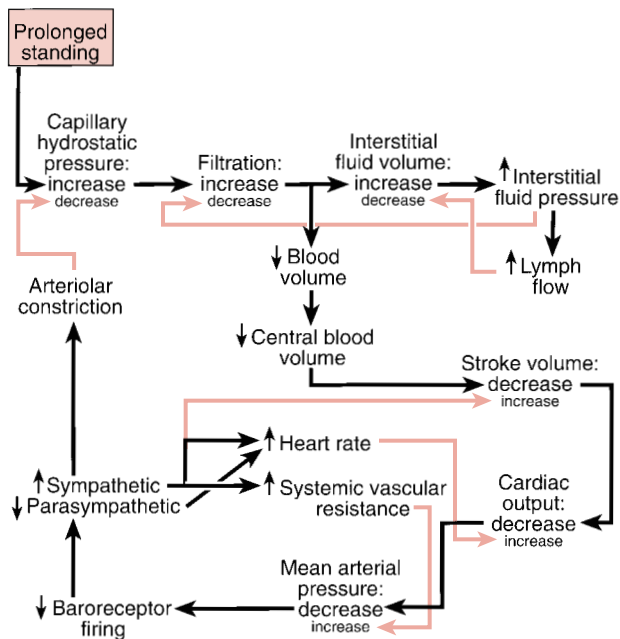 Prolonged
standing
Capillary
hydrostatic
pressure:
increase
decrease
Filtration:
increase
decrease
Interstitial
fluid volume:
increase
decrease
↑ Interstitial
fluid pressure
↑ Lymph
flow
↓ Blood
volume
↓ Central blood
volume
Arteriolar
constriction
Stroke volume:
decrease
increase
↑ Heart rate
↑ Sympathetic
↓ Parasympathetic
↑ Systemic vascular
resistance
Cardiac
output:
decrease
increase
Mean arterial
pressure:
decrease
increase
↓ Baroreceptor
firing